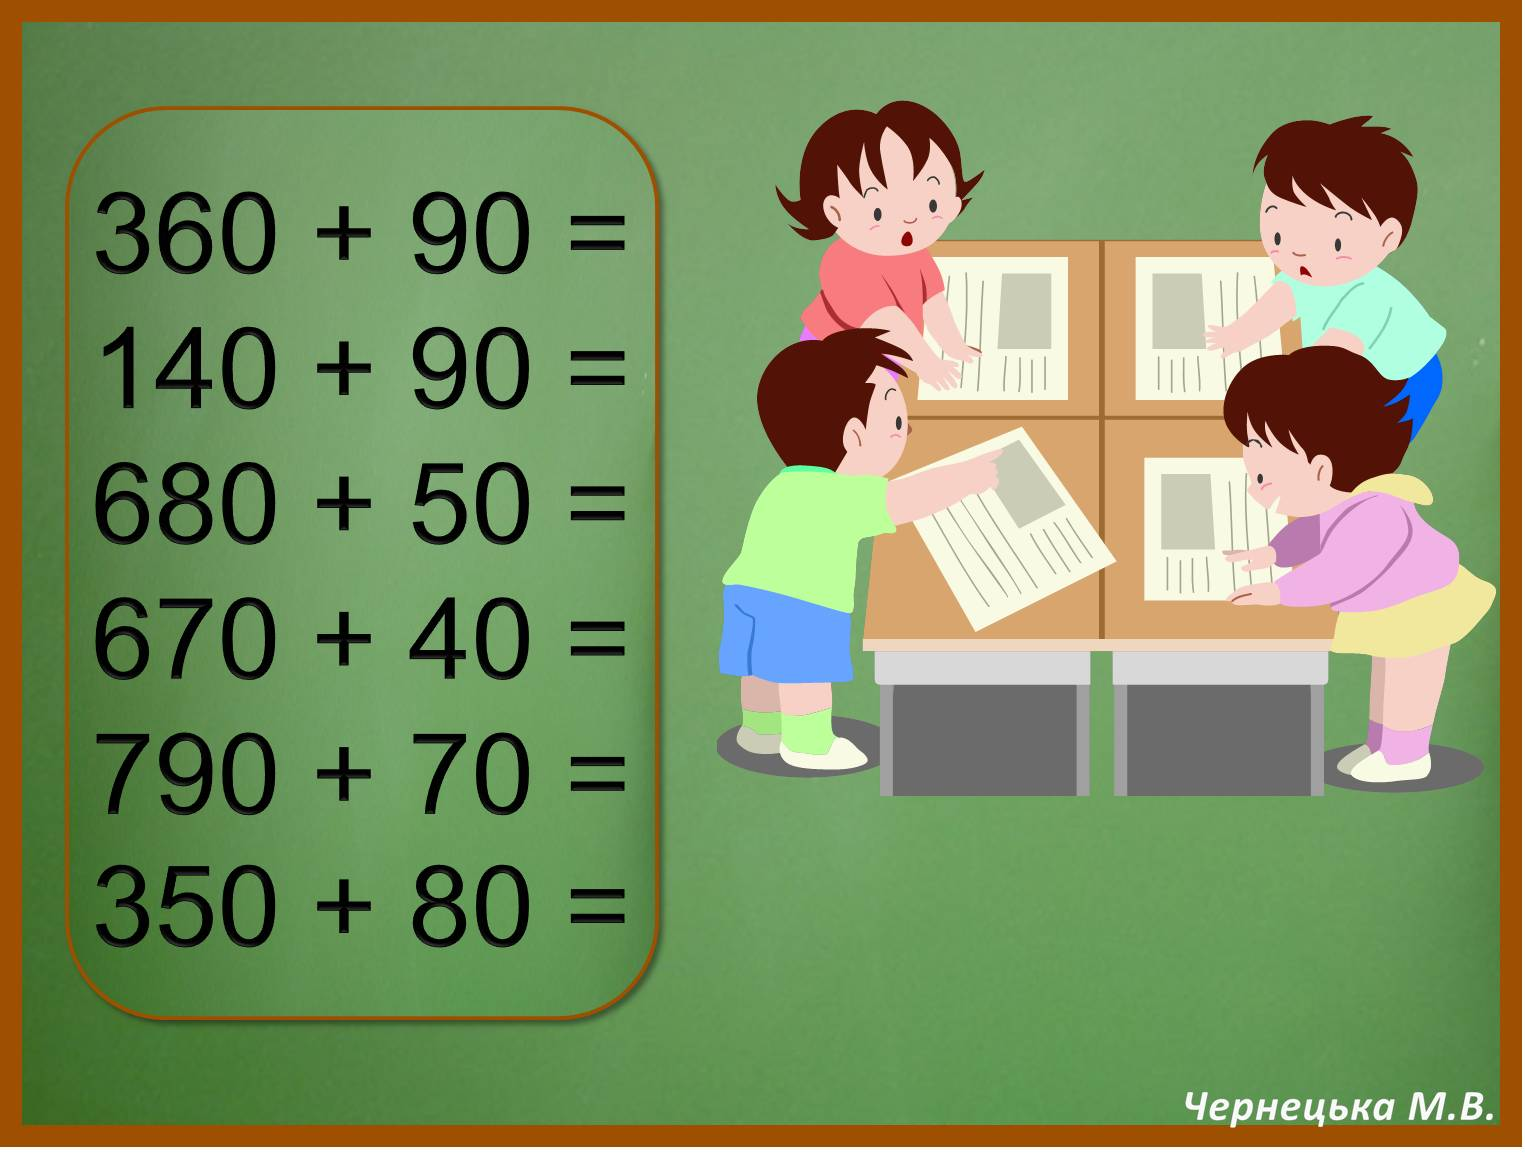 360 + 90 =
140 + 90 =
680 + 50 =
670 + 40 =
790 + 70 =
350 + 80 =
Чернецька М.В.